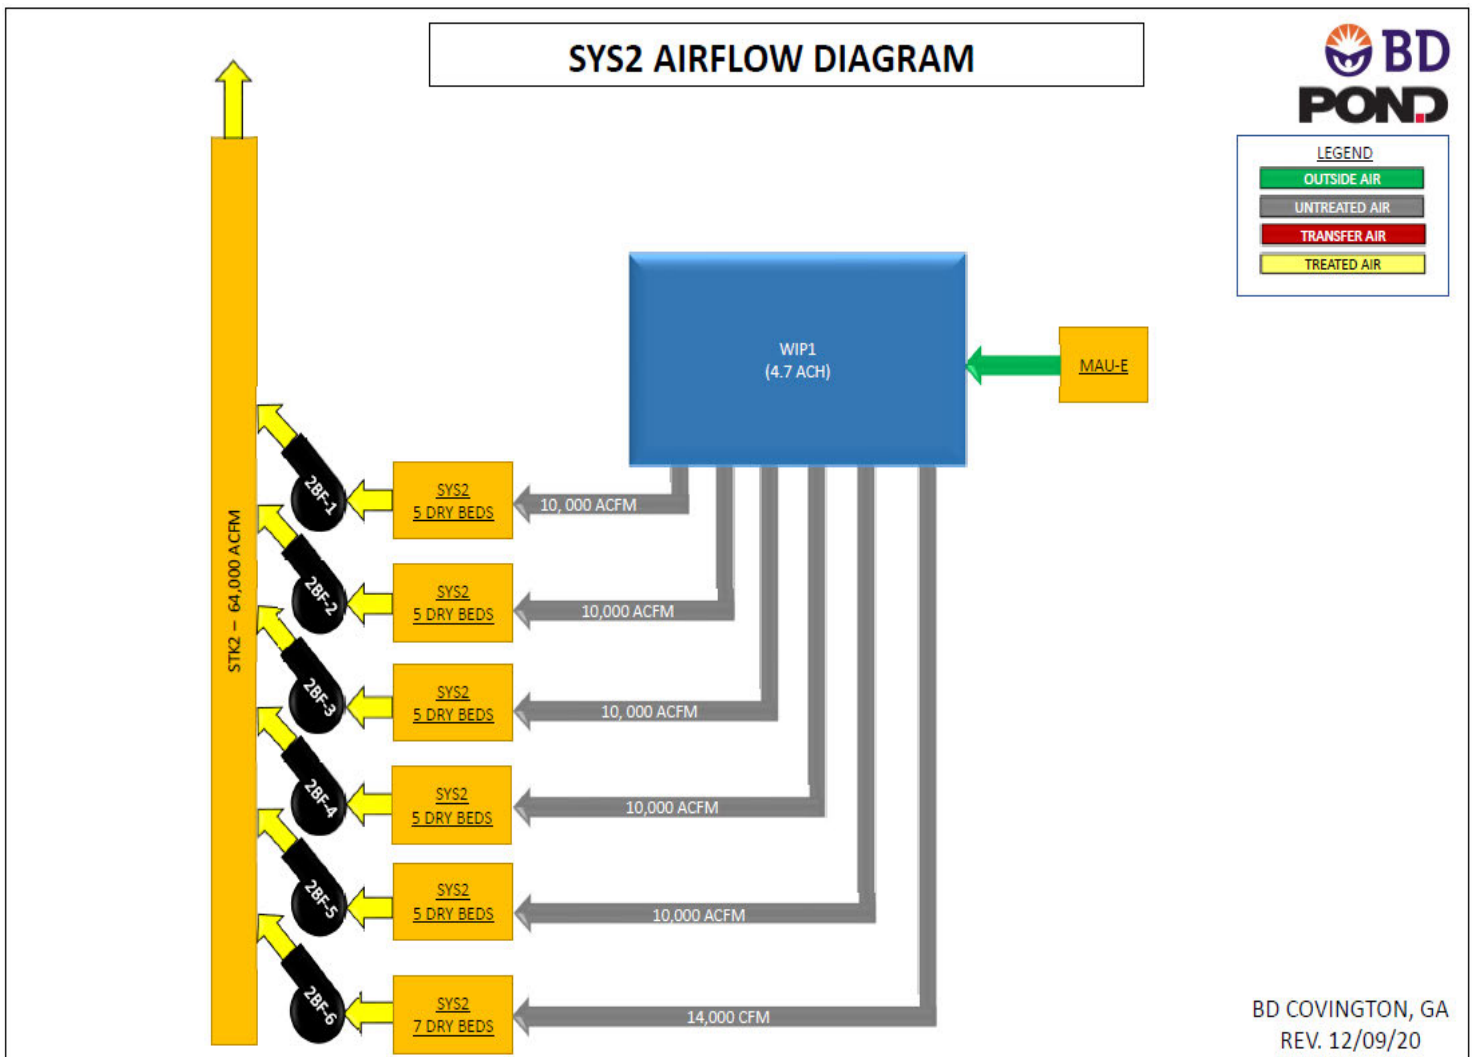 SYS2 AIRFLOW DIAGRAM
BD
POND
LEGEND
OUTSIDE AIR
UNTREATED AIR
TRANSFER AIR
TREATED AIR
WIP1
(4.7 ACH)
MAU-E
STK2 – 64,000 ACFM
2BF-1
SYS2
5 DRY BEDS
10, 000 ACFM
2BF-2
SYS2
5 DRY BEDS
10,000 ACFM
2BF-3
SYS2
5 DRY BEDS
10, 000 ACFM
2BF-4
SYS2
5 DRY BEDS
10,000 ACFM
2BF-5
SYS2
5 DRY BEDS
10,000 ACFM
2BF-6
SYS2
7 DRY BEDS
14,000 CFM
BD COVINGTON, GA
REV. 12/09/20